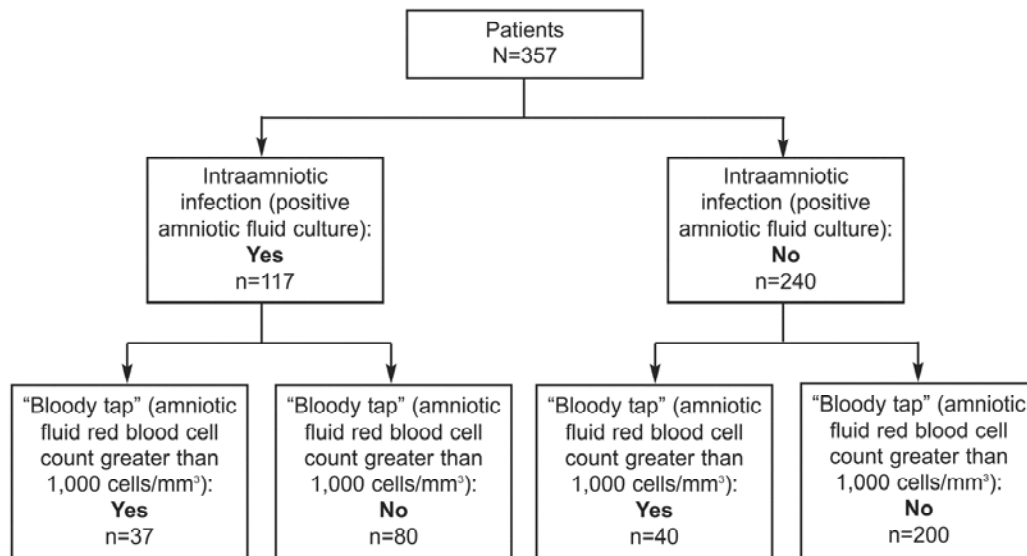 Patients
N=357
Intraamniotic
infection (positive
amniotic fluid culture):
Yes
n=117
Intraamniotic
infection (positive
amniotic fluid culture):
No
n=240
“Bloody tap” (amniotic
fluid red blood cell
count greater than
1,000 cells/mm³):
Yes
n=37
“Bloody tap” (amniotic
fluid red blood cell
count greater than
1,000 cells/mm³):
No
n=80
“Bloody tap” (amniotic
fluid red blood cell
count greater than
1,000 cells/mm³):
Yes
n=40
“Bloody tap” (amniotic
fluid red blood cell
count greater than
1,000 cells/mm³):
No
n=200